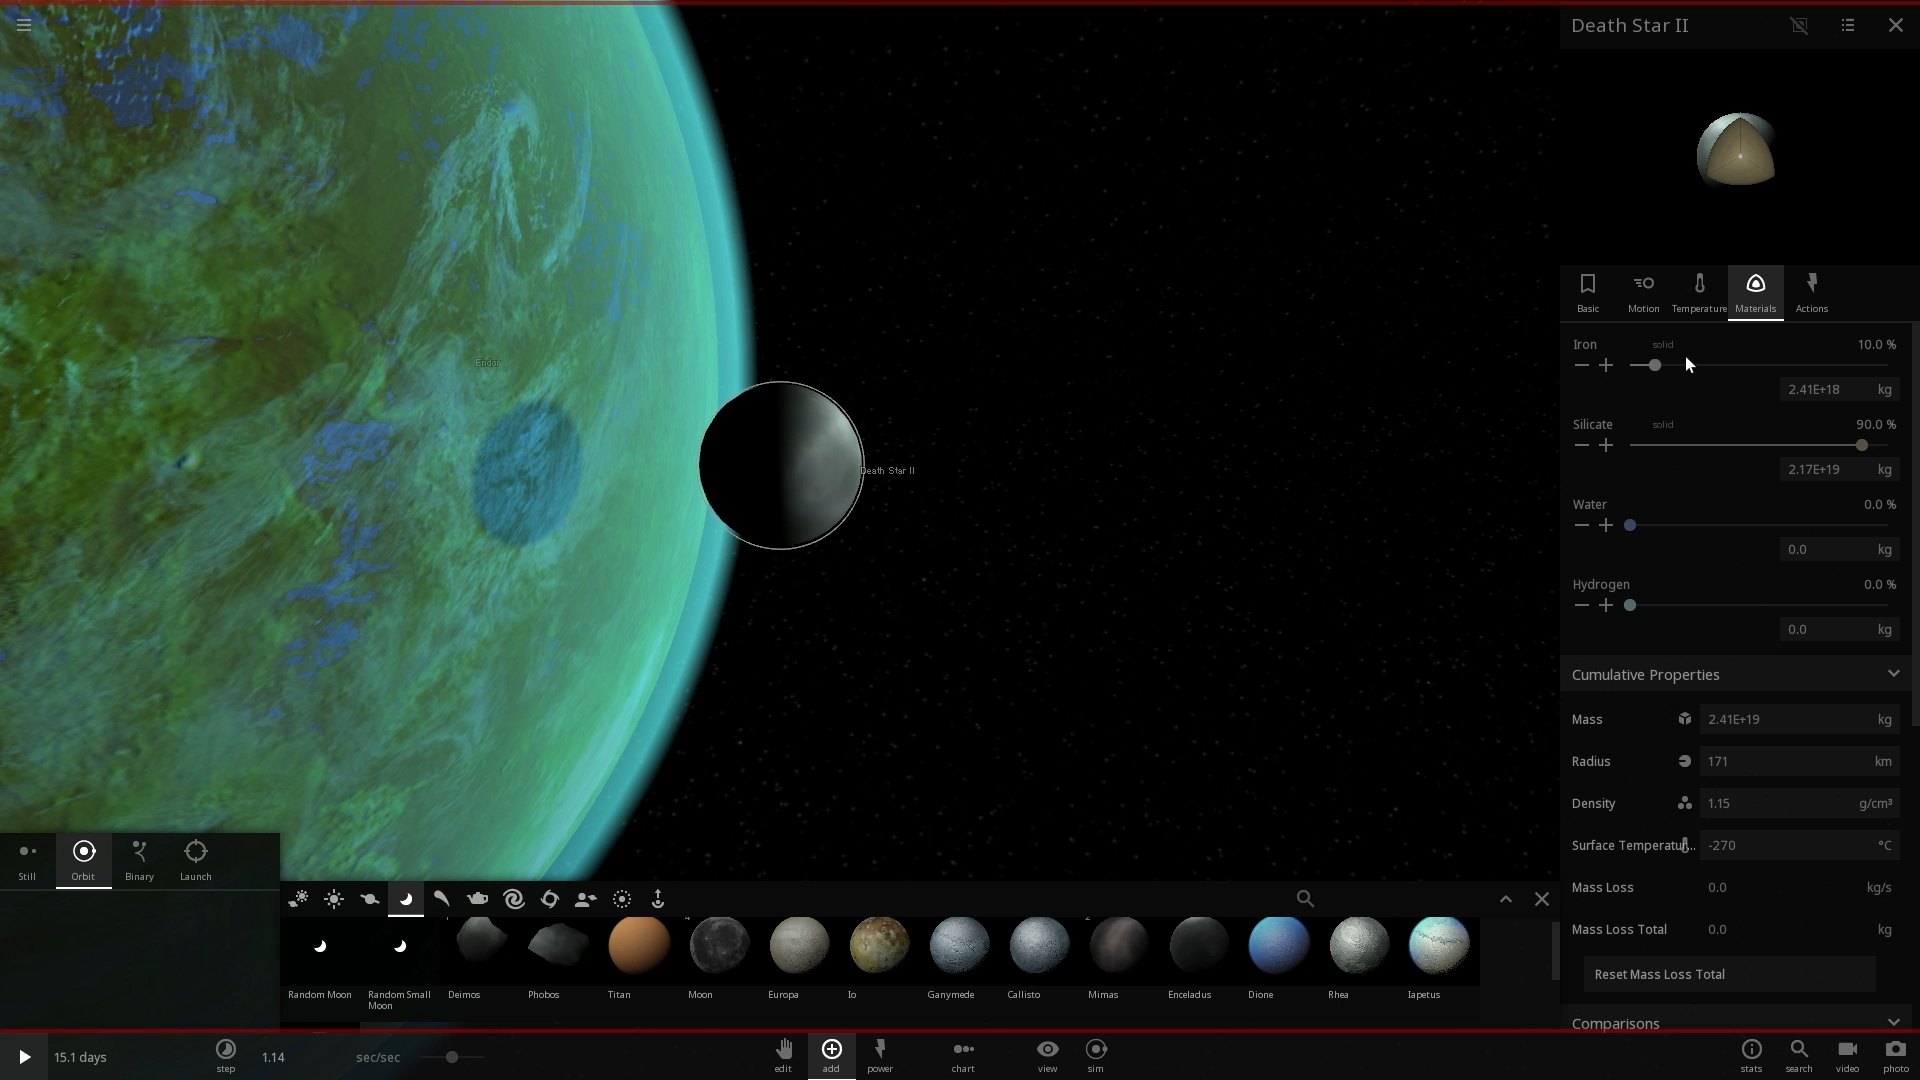 Death Star II
Basic
Motion
Temperature
Materials
Actions
Iron solid 10.0 %
2.41E+18 kg
Silicate solid 90.0 %
2.17E+19 kg
Water 0.0 %
0.0 kg
Hydrogen 0.0 %
0.0 kg
Cumulative Properties
Mass 2.41E+19 kg
Radius 171 km
Density 1.15 g/cm³
Surface Temperatur... -270 °C
Mass Loss 0.0 kg/s
Mass Loss Total 0.0 kg
Reset Mass Loss Total
Comparisons
Endor
Death Star II
Still
Orbit
Binary
Launch
Random Moon
Random Small Moon
Deimos
Phobos
Titan
Moon
Europa
Io
Ganymede
Callisto
Mimas
Enceladus
Dione
Rhea
Iapetus
15.1 days
step
1.14 sec/sec
edit
add
power
chart
view
sim
stats
search
video
photo